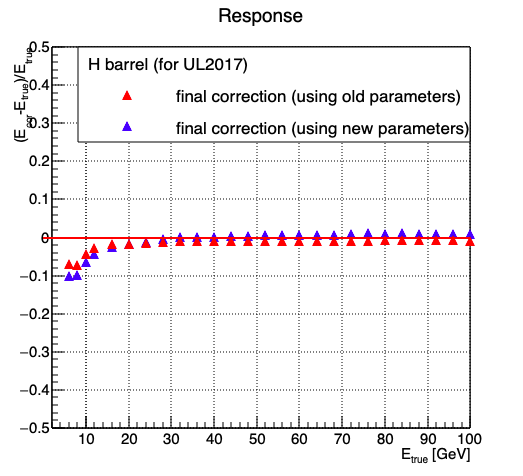 Response
(E -E true)/E true
H barrel (for UL2017)
final correction (using old parameters)
final correction (using new parameters)
0.5
0.4
0.3
0.2
0.1
0
−0.1
−0.2
−0.3
−0.4
−0.5
10 20 30 40 50 60 70 80 90 100
E true [GeV]